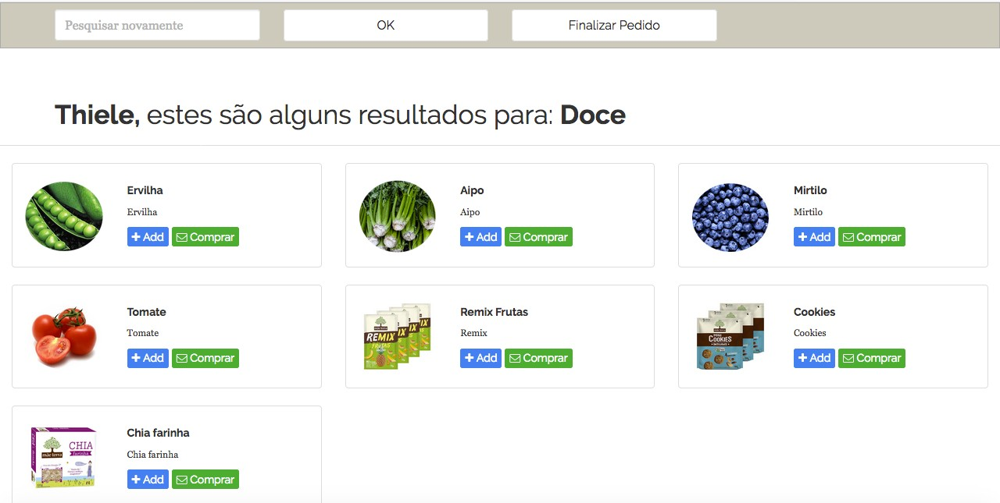 Pesquisar novamente
OK
Finalizar Pedido
Thiele, estes são alguns resultados para: Doce
Ervilha
Ervilha
Add Comprar
Aipo
Aipo
Add Comprar
Mirtilo
Mirtilo
Add Comprar
Tomate
Tomate
Add Comprar
REMIX
FRUTAS
Remix Frutas
Remix
Add Comprar
COOKIES
Cookies
Cookies
Add Comprar
mãe terra
CHIA
farinha
Chia farinha
Chia farinha
Add Comprar